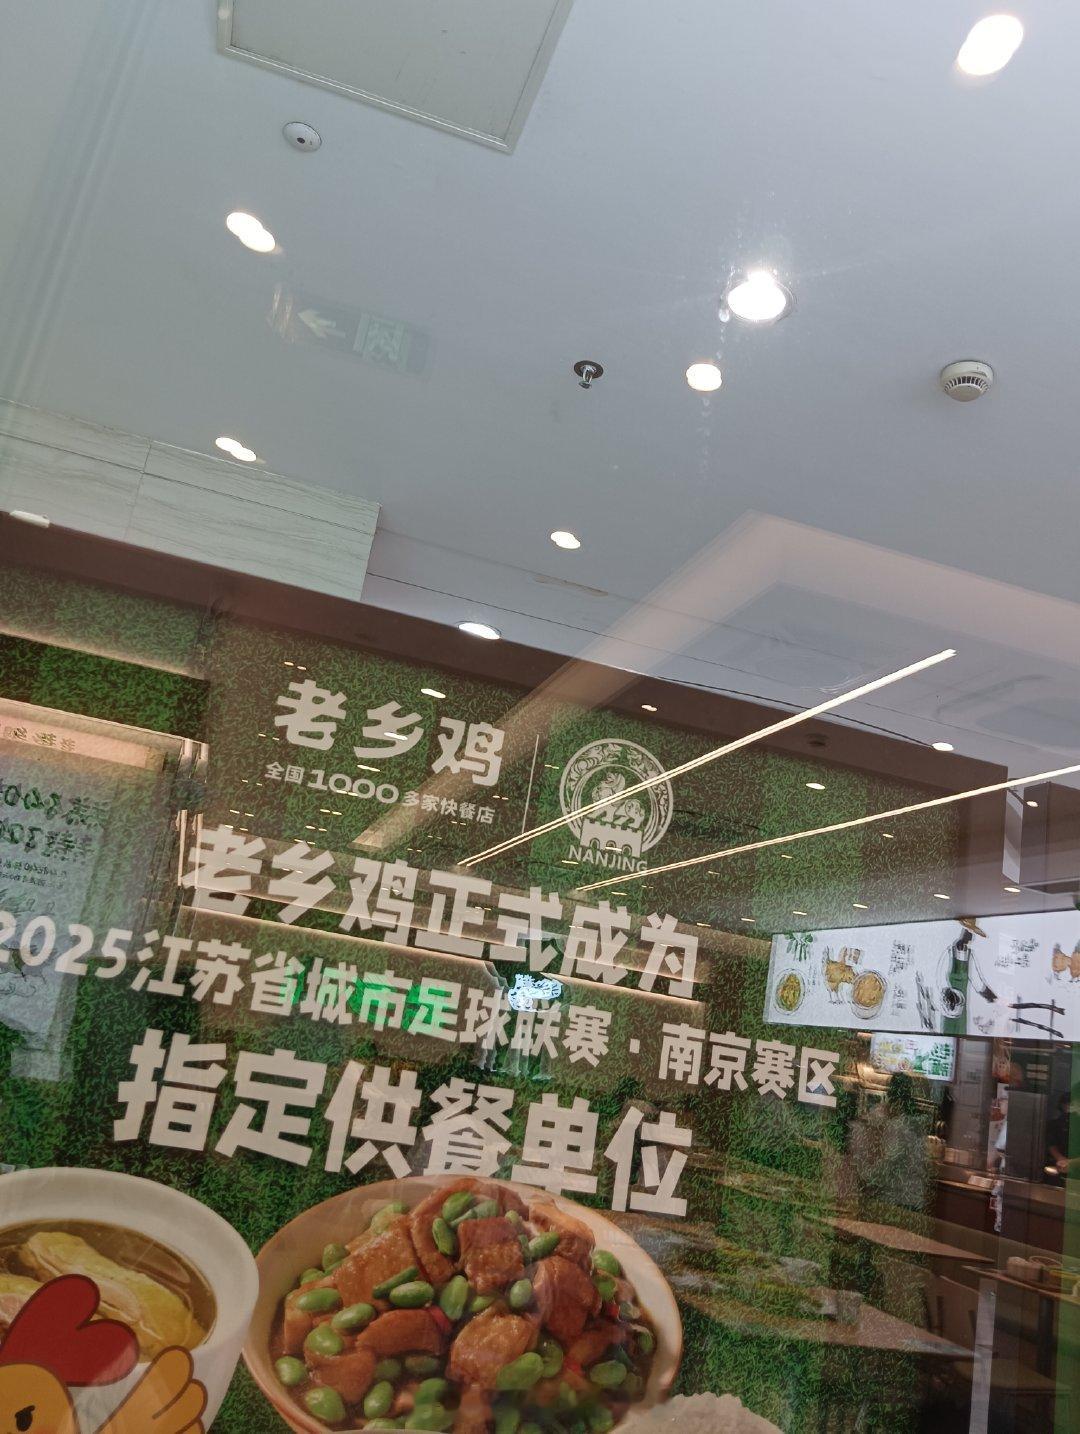 老乡鸡
全国1000多家快餐店
NANJING
老乡鸡正式成为
2025江苏省城市足球联赛·南京赛区
指定供餐单位